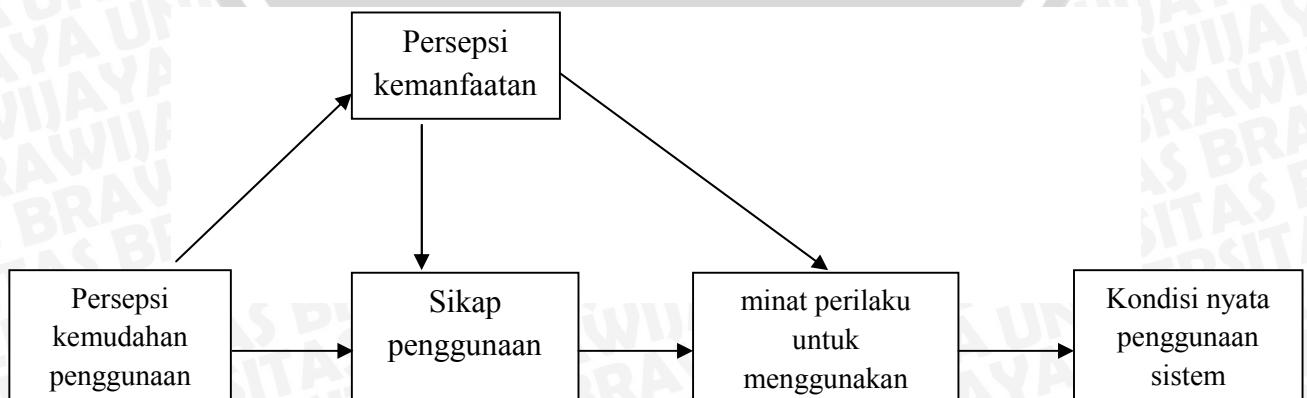 Persepsi
kemanfaatan
Persepsi
kemudahan
penggunaan
Sikap
penggunaan
minat perilaku
untuk
menggunakan
Kondisi nyata
penggunaan
sistem